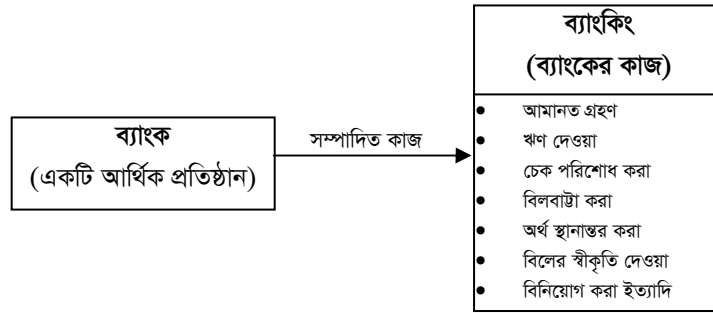 ব্যাংক
(একটি আর্থিক প্রতিষ্ঠান)
সম্পাদিত কাজ
ব্যাংকিং
(ব্যাংকের কাজ)
• আমানত গ্রহণ
• ঋণ দেওয়া
• চেক পরিশোধ করা
• বিলবাট্টা করা
• অর্থ স্থানান্তর করা
• বিলের স্বীকৃতি দেওয়া
• বিনিয়োগ করা ইত্যাদি